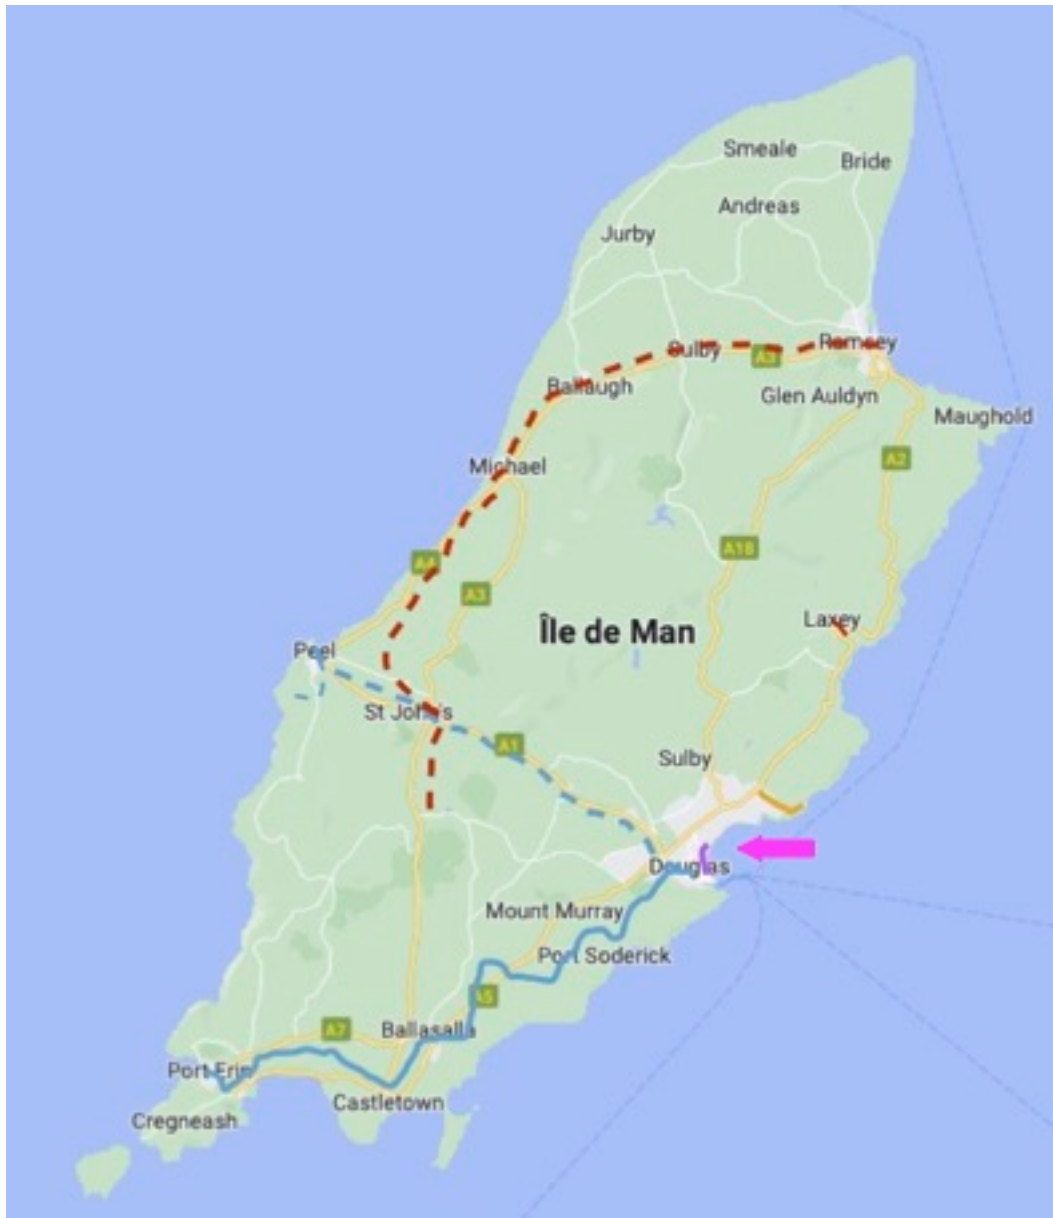 Smeale
Bride
Andreas
Jurby
Sulby
Ramsey
A3
Ballaugh
Glen Auldyn
Maughold
Michael
A2
A18
A4
A3
Île de Man
Laxey
Peel
St John's
A1
Sulby
Douglas
Mount Murray
Port Soderick
A5
A7
Ballasalla
Port Erin
Castletown
Cregneash